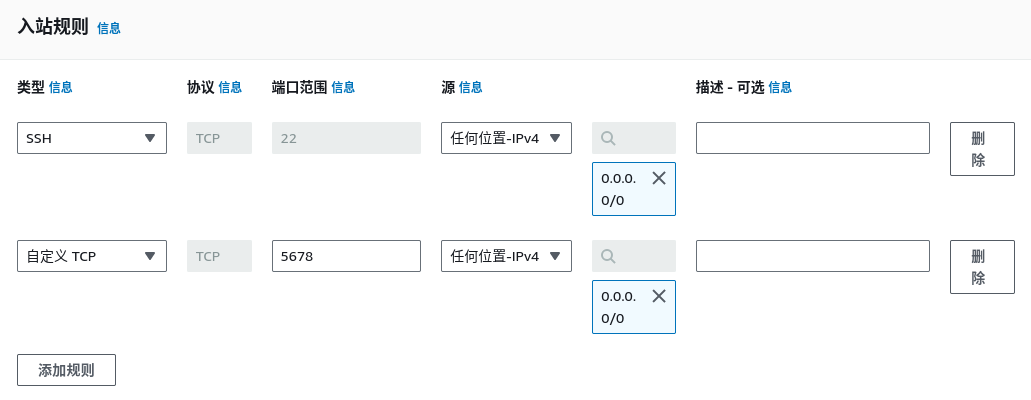 入站规则 信息
类型 信息 协议 信息 端口范围 信息 源 信息 描述 - 可选 信息
SSH TCP 22 任何位置-IPv4 删
除
0.0.0.
0/0
自定义 TCP TCP 5678 任何位置-IPv4 删
除
0.0.0.
0/0
添加规则